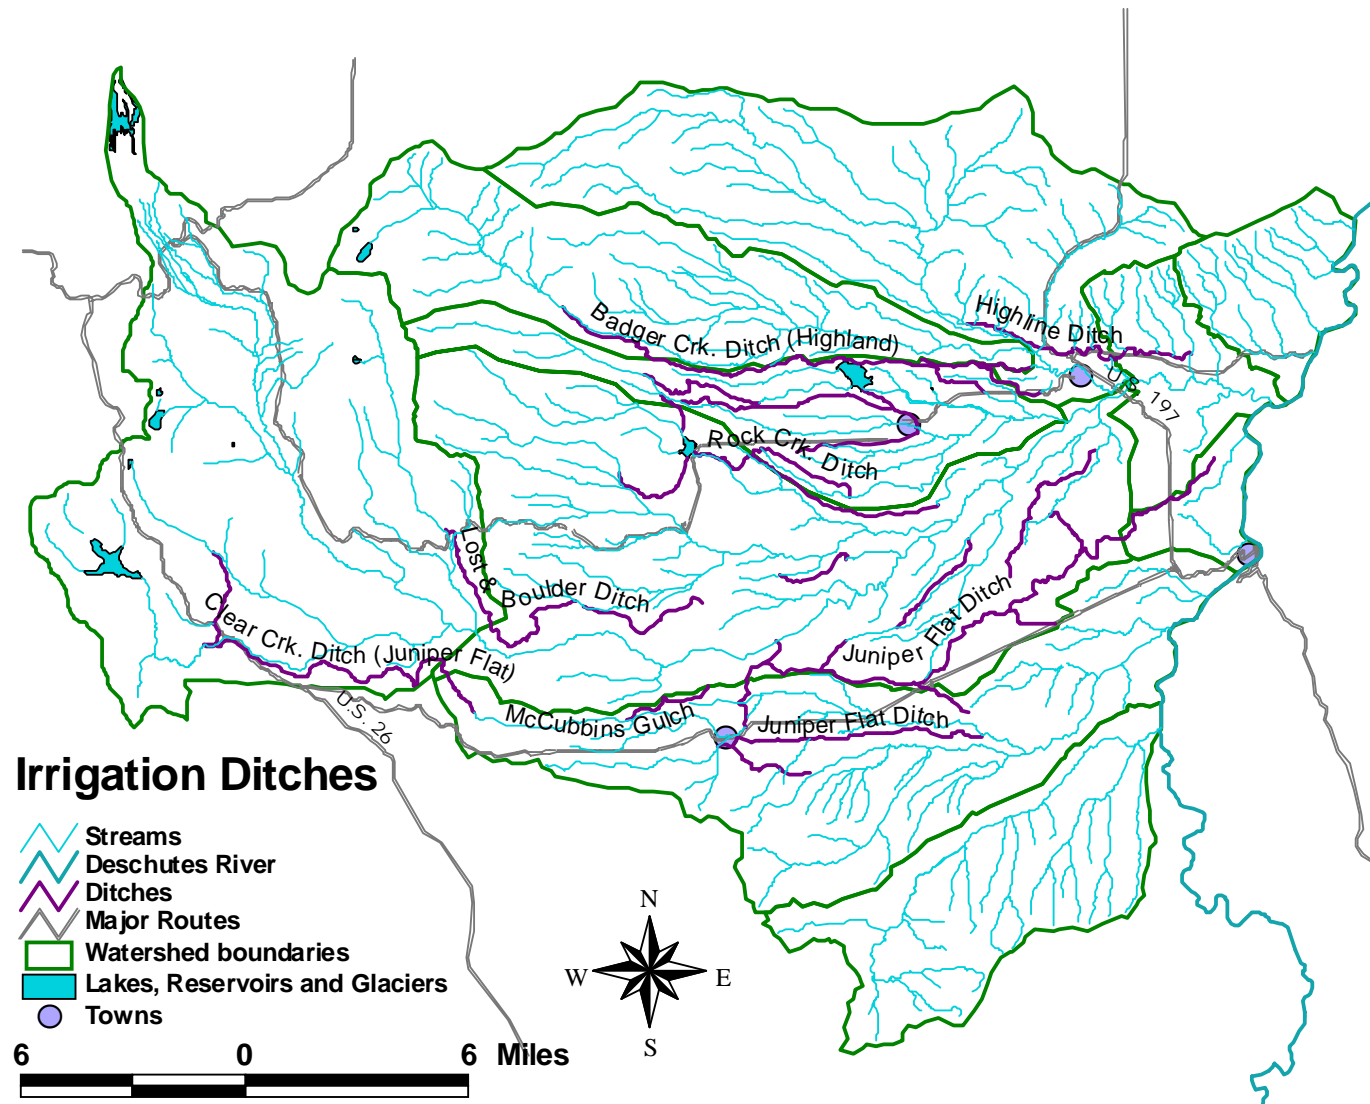 Highline Ditch
Badger Crk. Ditch (Highland)
U.S. 197
Rock Crk. Ditch
Lost &
Boulder Ditch
Clear Crk. Ditch (Juniper Flat)
Juniper Flat Ditch
McCubbins Gulch
Juniper Flat Ditch
U.S. 26
Irrigation Ditches
Streams
Deschutes River
Ditches
Major Routes
Watershed boundaries
Lakes, Reservoirs and Glaciers
Towns
N
W E
S
6 0 6 Miles